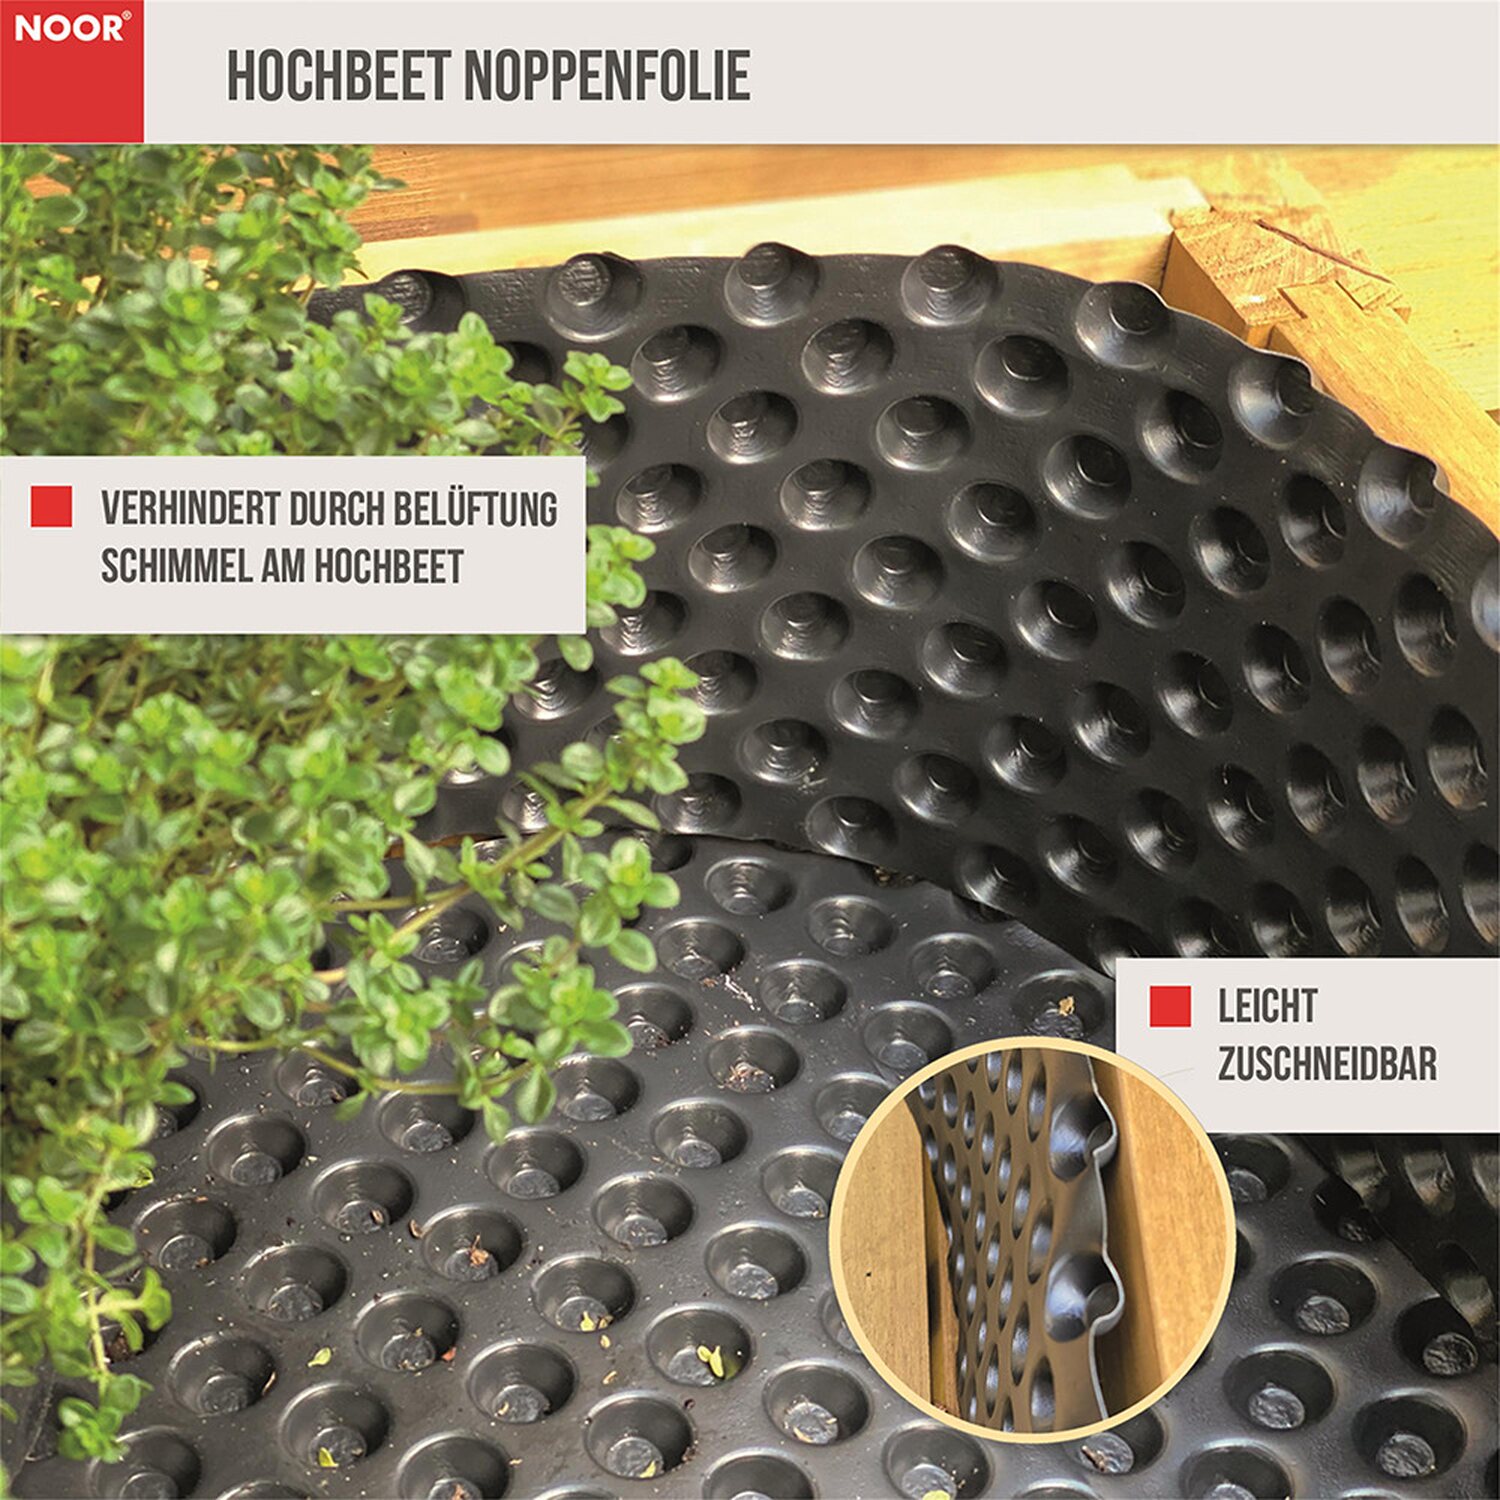 NOOR®
HOCHBEET NOPPENFOLIE
VERHINDERT DURCH BELÜFTUNG
SCHIMMEL AM HOCHBEET
LEICHT
ZUSCHNEIDBAR